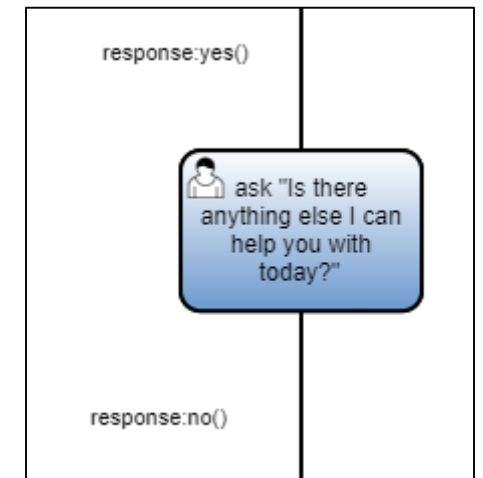 response:yes()
ask "Is there
anything else I can
help you with
today?"
response:no()